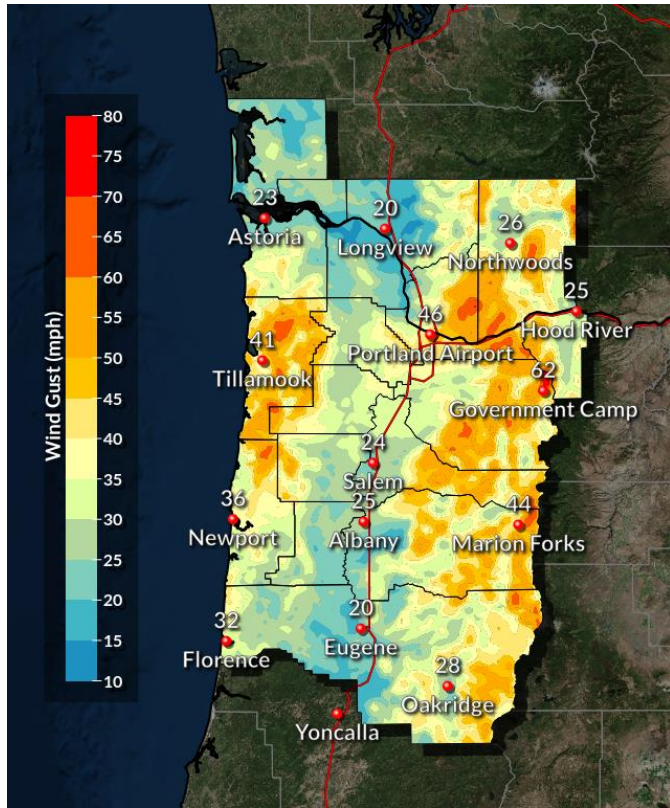 80
75
70
65
60
55
50
45
40
35
30
25
20
15
10
Wind Gust (mph)
23
Astoria
20
Longview
26
Northwoods
25
Hood River
46
Portland Airport
41
Tillamook
62
Government Camp
24
Salem
36
Newport
25
Albany
44
Marion Forks
32
Florence
20
Eugene
28
Oakridge
Yoncalla